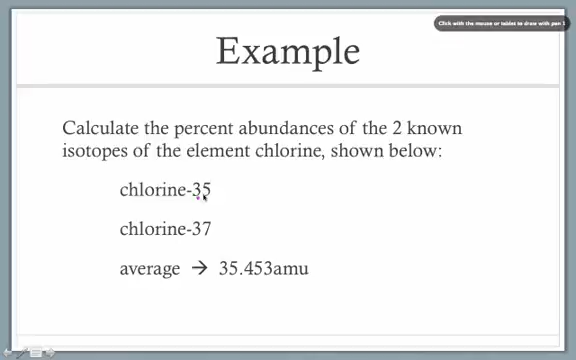 Click with the mouse or tablet to draw with pen 1
Example
Calculate the percent abundances of the 2 known
isotopes of the element chlorine, shown below:
chlorine-35
chlorine-37
average → 35.453amu